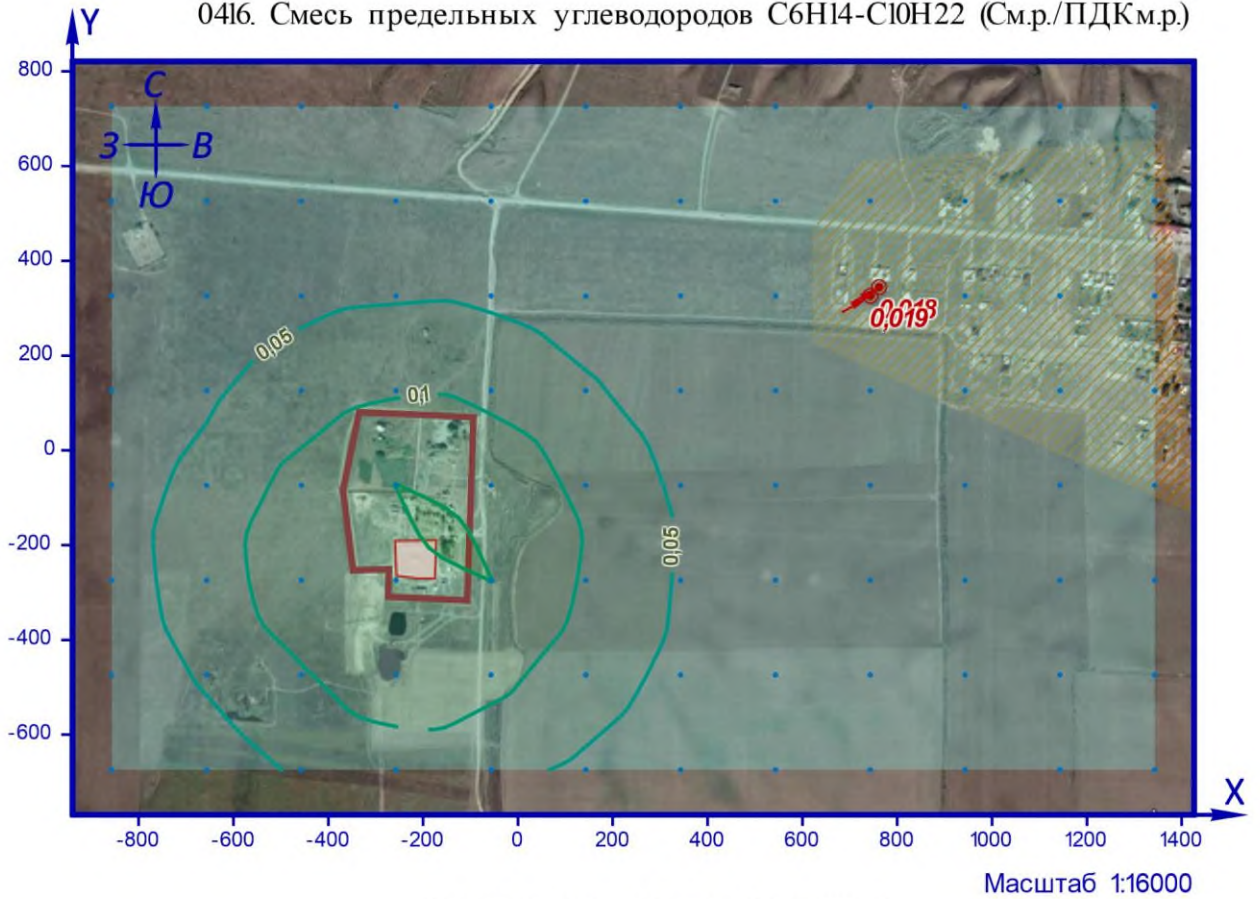 0416. Смесь предельных углеводородов C6H14-C10H22 (См.р./ПДКм.р.)
Y
800
С
З В
600
Ю
400
0,018
0,019
0,05
200
0,1
0
-200
0,05
-400
-600
X
-800 -600 -400 -200 0 200 400 600 800 1000 1200 1400
Масштаб 1:16000